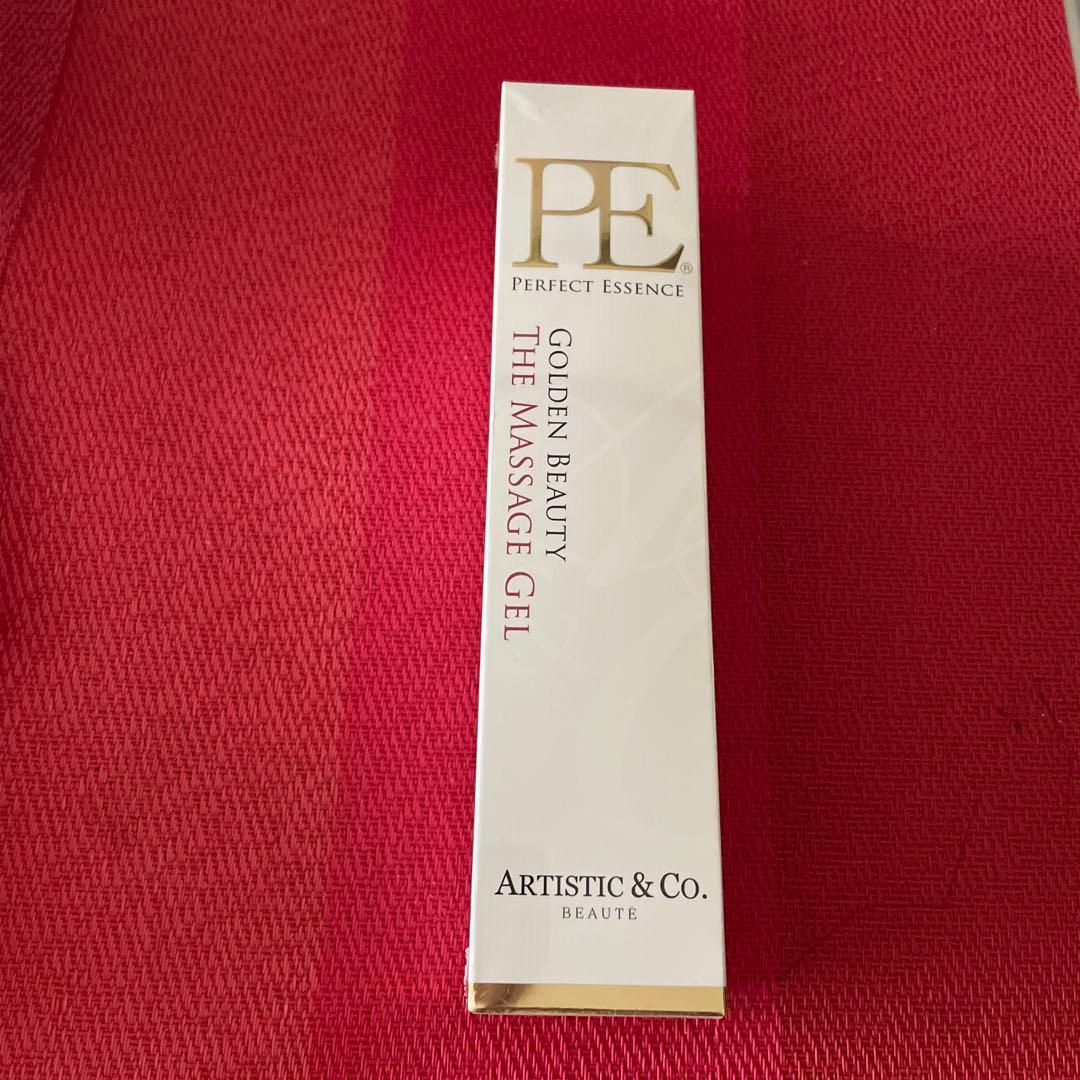 PE®
PERFECT ESSENCE
GOLDEN BEAUTY
THE MASSAGE GEL
ARTISTIC & CO.
BEAUTÉ